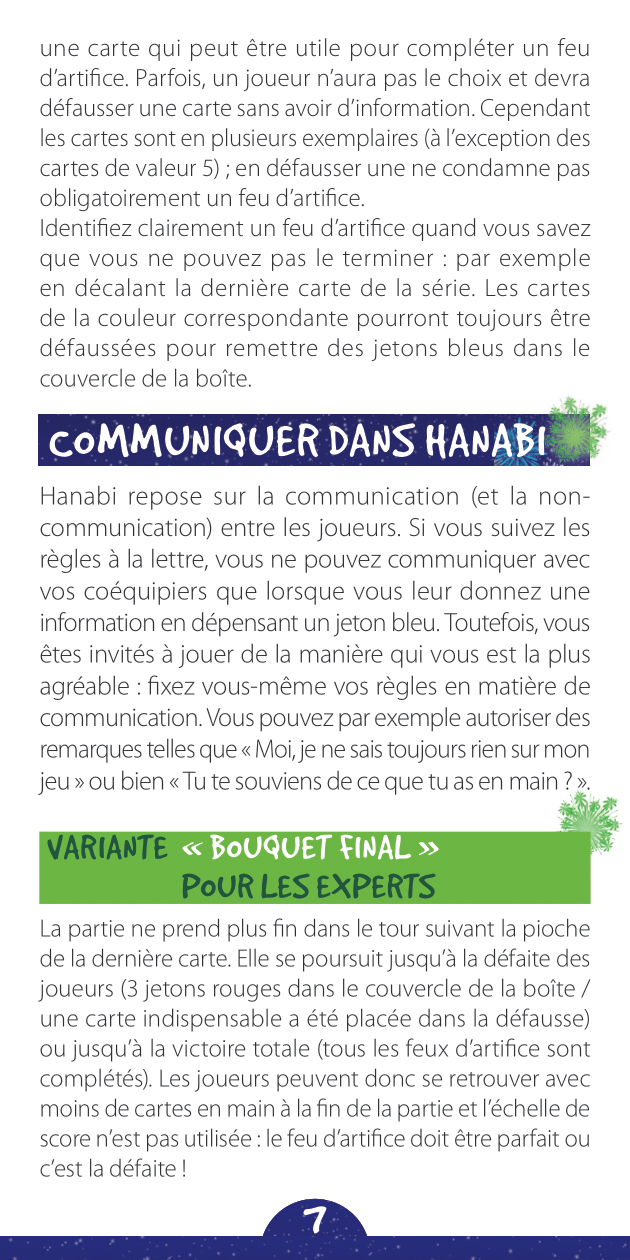 une carte qui peut être utile pour compléter un feu
d’artifice. Parfois, un joueur n’aura pas le choix et devra
défausser une carte sans avoir d’information. Cependant
les cartes sont en plusieurs exemplaires (à l’exception des
cartes de valeur 5) ; en défausser une ne condamne pas
obligatoirement un feu d’artifice.
Identifiez clairement un feu d’artifice quand vous savez
que vous ne pouvez pas le terminer : par exemple
en décalant la dernière carte de la série. Les cartes
de la couleur correspondante pourront toujours être
défaussées pour remettre des jetons bleus dans le
couvercle de la boîte.
COMMUNIQUER DANS HANABI
Hanabi repose sur la communication (et la non-
communication) entre les joueurs. Si vous suivez les
règles à la lettre, vous ne pouvez communiquer avec
vos coéquipiers que lorsque vous leur donnez une
information en dépensant un jeton bleu. Toutefois, vous
êtes invités à jouer de la manière qui vous est la plus
agréable : fixez vous-même vos règles en matière de
communication. Vous pouvez par exemple autoriser des
remarques telles que « Moi, je ne sais toujours rien sur mon
jeu » ou bien « Tu te souviens de ce que tu as en main ? ».
VARIANTE « BOUQUET FINAL »
POUR LES EXPERTS
La partie ne prend plus fin dans le tour suivant la pioche
de la dernière carte. Elle se poursuit jusqu’à la défaite des
joueurs (3 jetons rouges dans le couvercle de la boîte /
une carte indispensable a été placée dans la défausse)
ou jusqu’à la victoire totale (tous les feux d’artifice sont
complétés). Les joueurs peuvent donc se retrouver avec
moins de cartes en main à la fin de la partie et l’échelle de
score n’est pas utilisée : le feu d’artifice doit être parfait ou
c’est la défaite !
7